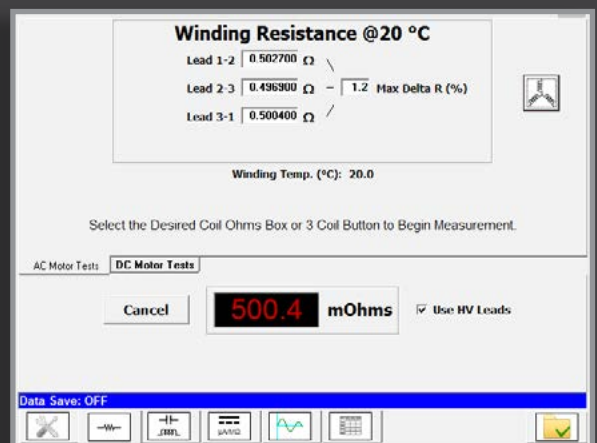 Winding Resistance @20 °C
Lead 1-2 0.502700 Ω
Lead 2-3 0.496900 Ω – 1.2 Max Delta R (%)
Lead 3-1 0.500400 Ω
Winding Temp. (°C): 20.0
Select the Desired Coil Ohms Box or 3 Coil Button to Begin Measurement.
AC Motor Tests DC Motor Tests
Cancel 500.4 mOhms Use HV Leads
Data Save: OFF